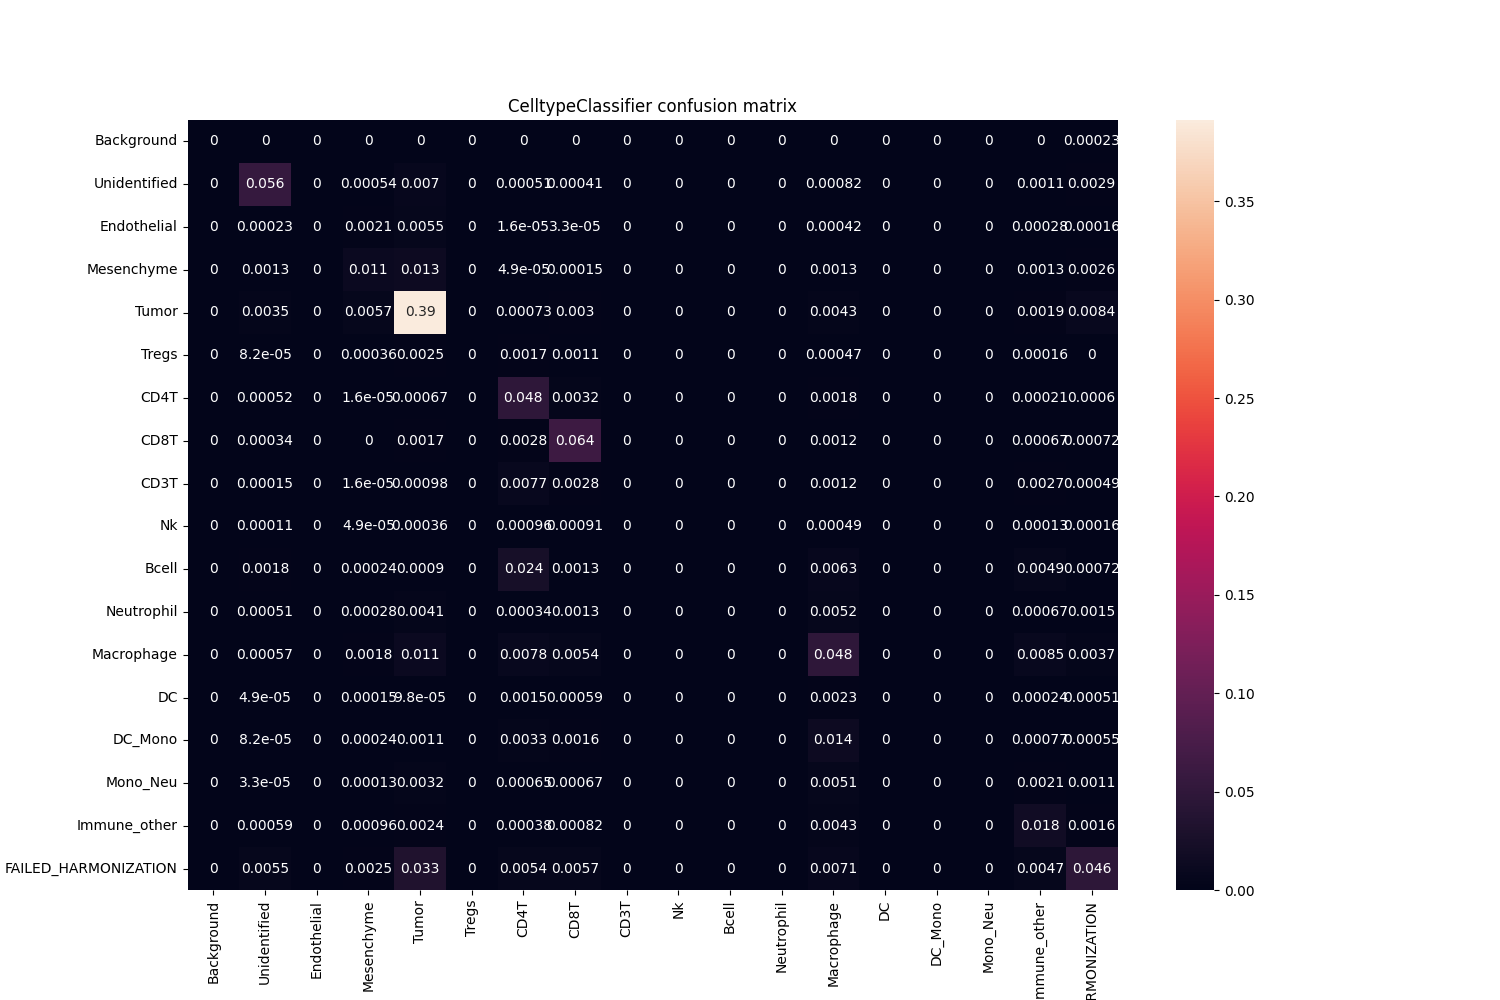 CelltypeClassifier confusion matrix
Background 0 0 0 0 0 0 0 0 0 0 0 0 0 0 0 0 0 0.00023
Unidentified 0 0.056 0 0.00054 0.007 0 0.00051 0.00041 0 0 0 0 0.00082 0 0 0 0.0011 0.0029
Endothelial 0 0.00023 0 0.0021 0.0055 0 1.6e-05 3.3e-05 0 0 0 0 0.00042 0 0 0 0.00028 0.00016
Mesenchyme 0 0.0013 0 0.011 0.013 0 4.9e-05 0.00015 0 0 0 0 0.0013 0 0 0 0.0013 0.0026
Tumor 0 0.0035 0 0.0057 0.39 0 0.00073 0.003 0 0 0 0 0.0043 0 0 0 0.0019 0.0084
Tregs 0 8.2e-05 0 0.00036 0.0025 0 0.0017 0.0011 0 0 0 0 0.00047 0 0 0 0.00016 0
CD4T 0 0.00052 0 1.6e-05 0.00067 0 0.048 0.0032 0 0 0 0 0.0018 0 0 0 0.00021 0.0006
CD8T 0 0.00034 0 0 0.0017 0 0.0028 0.064 0 0 0 0 0.0012 0 0 0 0.00067 0.00072
CD3T 0 0.00015 0 1.6e-05 0.00098 0 0.0077 0.0028 0 0 0 0 0.0012 0 0 0 0.0027 0.00049
Nk 0 0.00011 0 4.9e-05 0.00036 0 0.00096 0.00091 0 0 0 0 0.00049 0 0 0 0.00013 0.00016
Bcell 0 0.0018 0 0.00024 0.0009 0 0.024 0.0013 0 0 0 0 0.0063 0 0 0 0.0049 0.00072
Neutrophil 0 0.00051 0 0.00028 0.0041 0 0.00034 0.0013 0 0 0 0 0.0052 0 0 0 0.00067 0.0015
Macrophage 0 0.00057 0 0.0018 0.011 0 0.0078 0.0054 0 0 0 0 0.048 0 0 0 0.0085 0.0037
DC 0 4.9e-05 0 0.00015 9.8e-05 0 0.0015 0.00059 0 0 0 0 0.0023 0 0 0 0.00024 0.00051
DC_Mono 0 8.2e-05 0 0.00024 0.0011 0 0.0033 0.0016 0 0 0 0 0.014 0 0 0 0.00077 0.00055
Mono_Neu 0 3.3e-05 0 0.00013 0.0032 0 0.00065 0.00067 0 0 0 0 0.0051 0 0 0 0.0021 0.0011
Immune_other 0 0.00059 0 0.00096 0.0024 0 0.00038 0.00082 0 0 0 0 0.0043 0 0 0 0.018 0.0016
FAILED_HARMONIZATION 0 0.0055 0 0.0025 0.033 0 0.0054 0.0057 0 0 0 0 0.0071 0 0 0 0.0047 0.046
Background Unidentified Endothelial Mesenchyme Tumor Tregs CD4T CD8T CD3T Nk Bcell Neutrophil Macrophage DC DC_Mono Mono_Neu mmune_other RMONIZATION
0.35
0.30
0.25
0.20
0.15
0.10
0.05
0.00